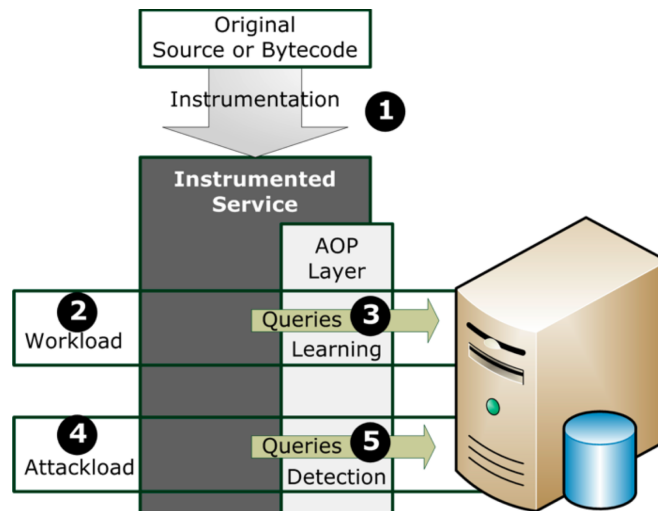 Original
Source or Bytecode
Instrumentation 1
Instrumented
Service
AOP
Layer
2
Workload
Queries 3
Learning
4
Attackload
Queries 5
Detection